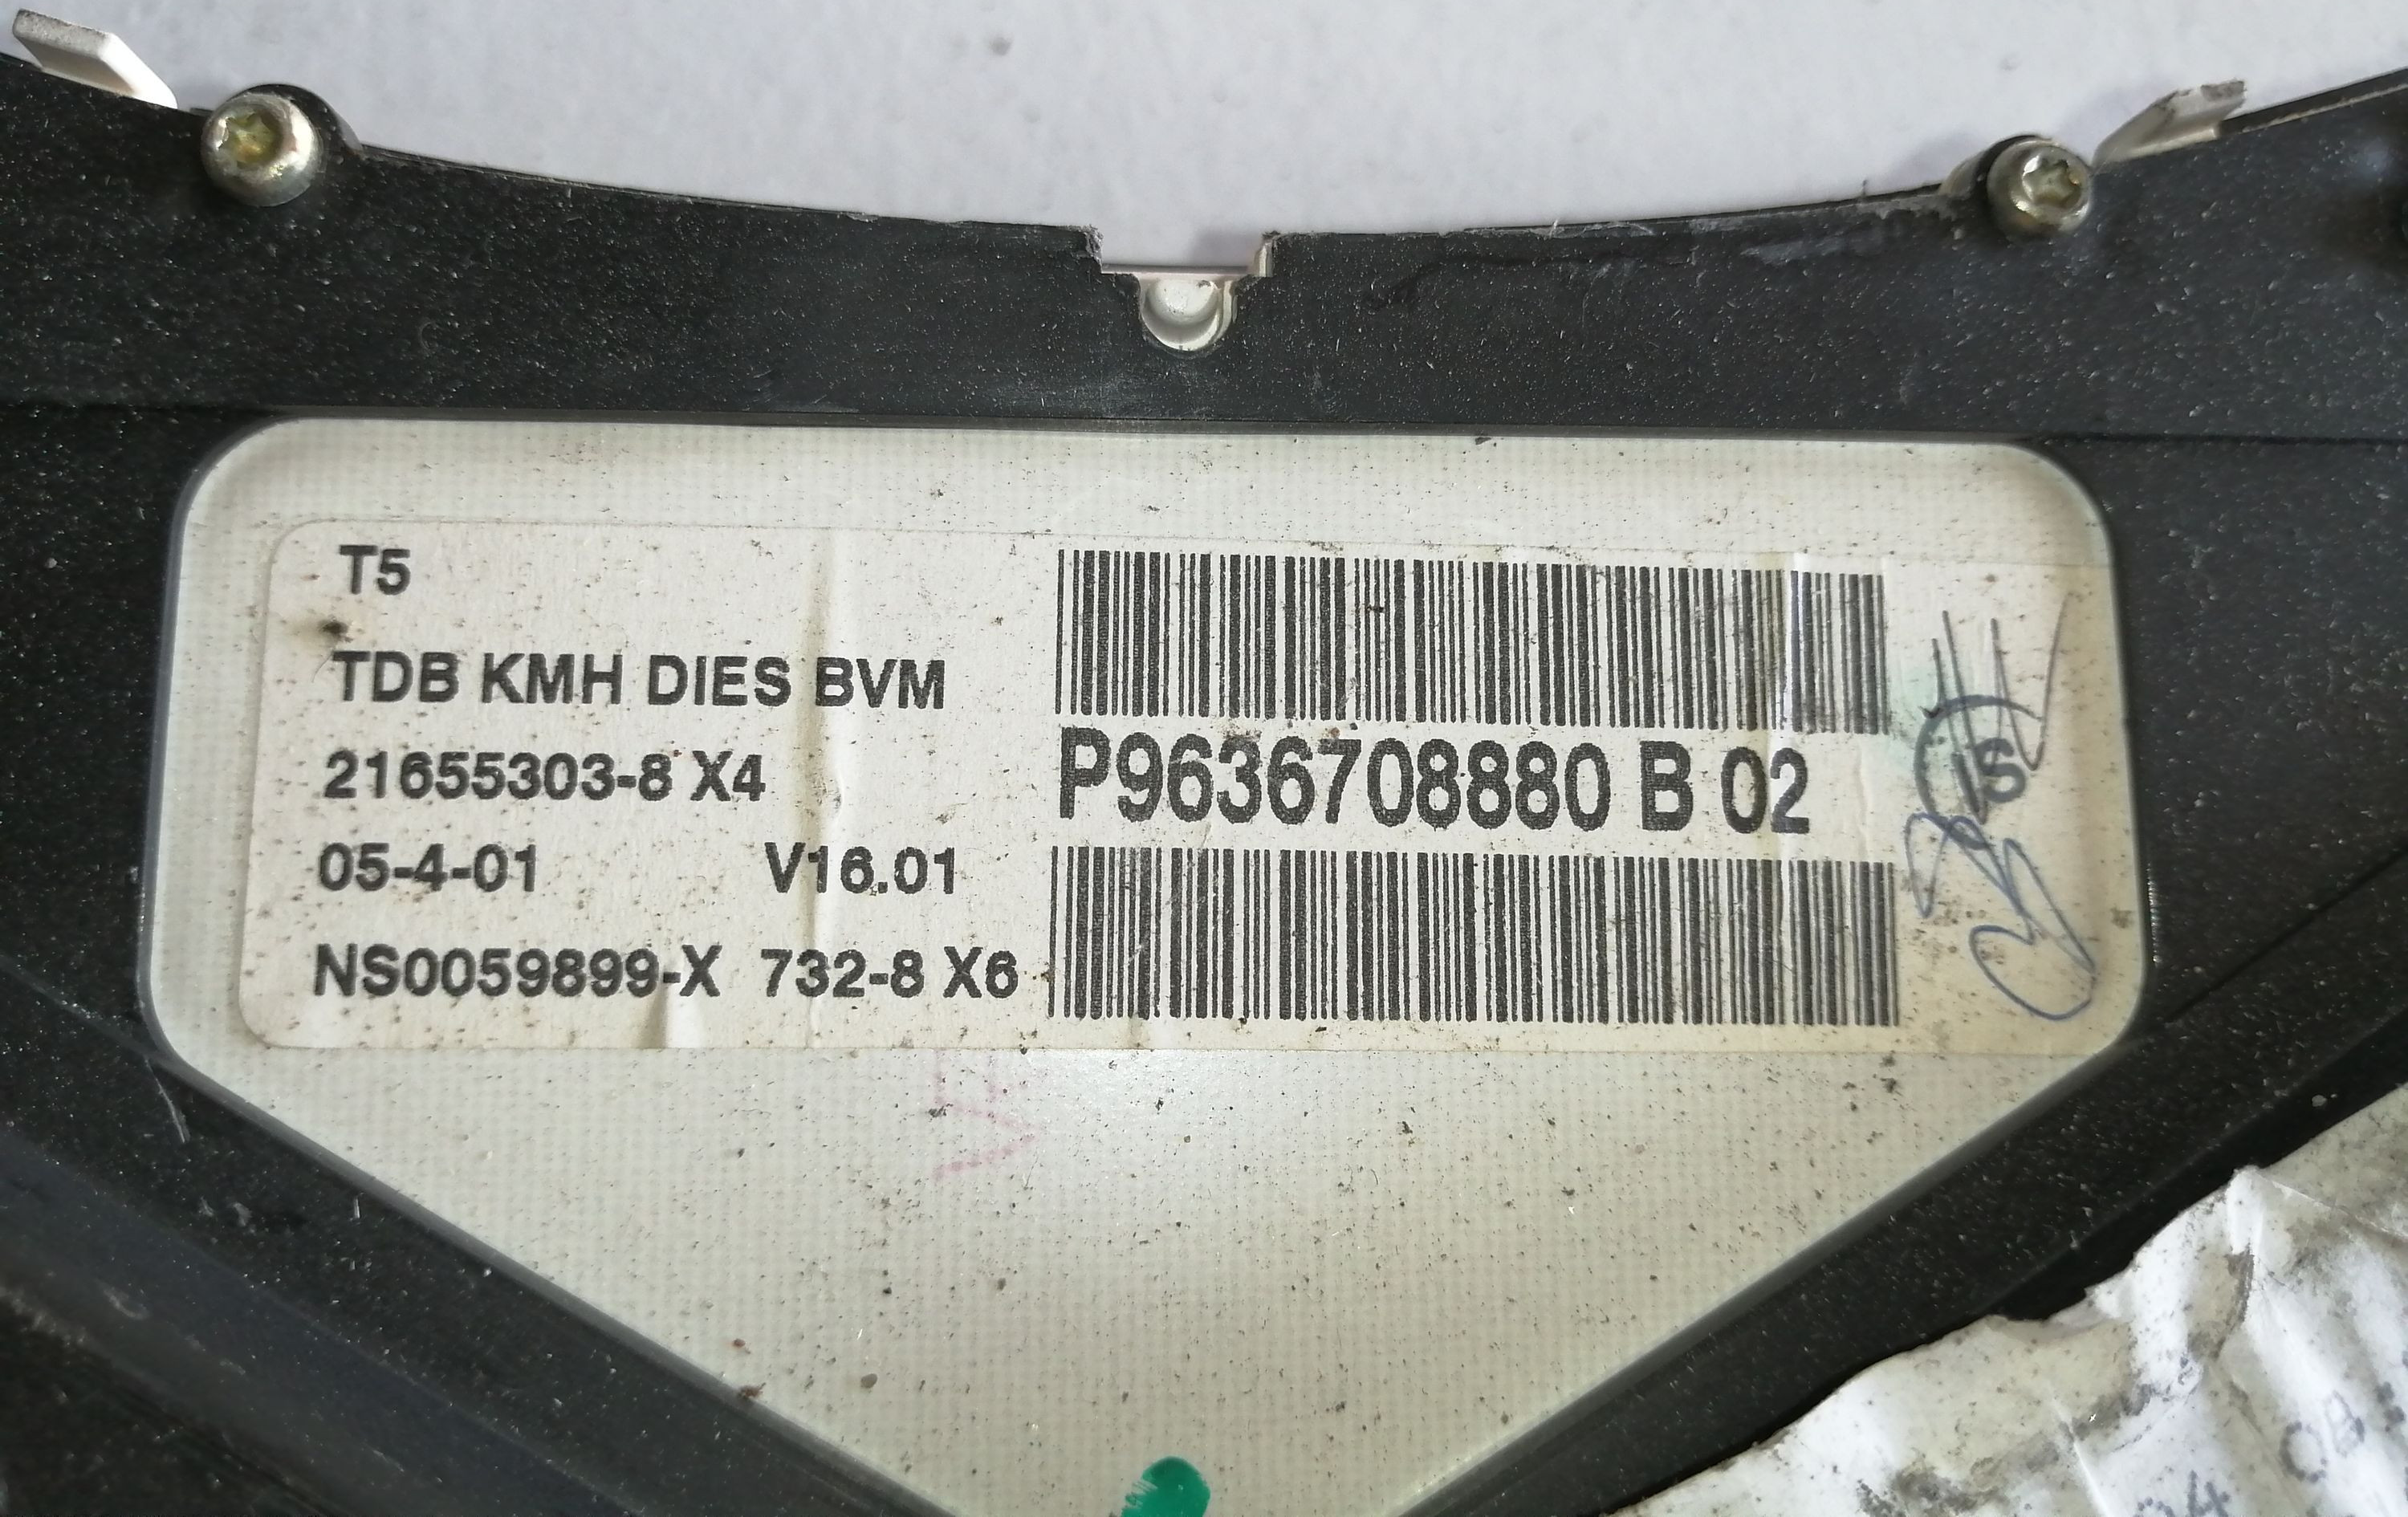 T5
TDB KMH DIES BVM
21655303-8 X4
05-4-01 V16.01
NS0059899-X 732-8 X6
P9636708880 B 02
IS